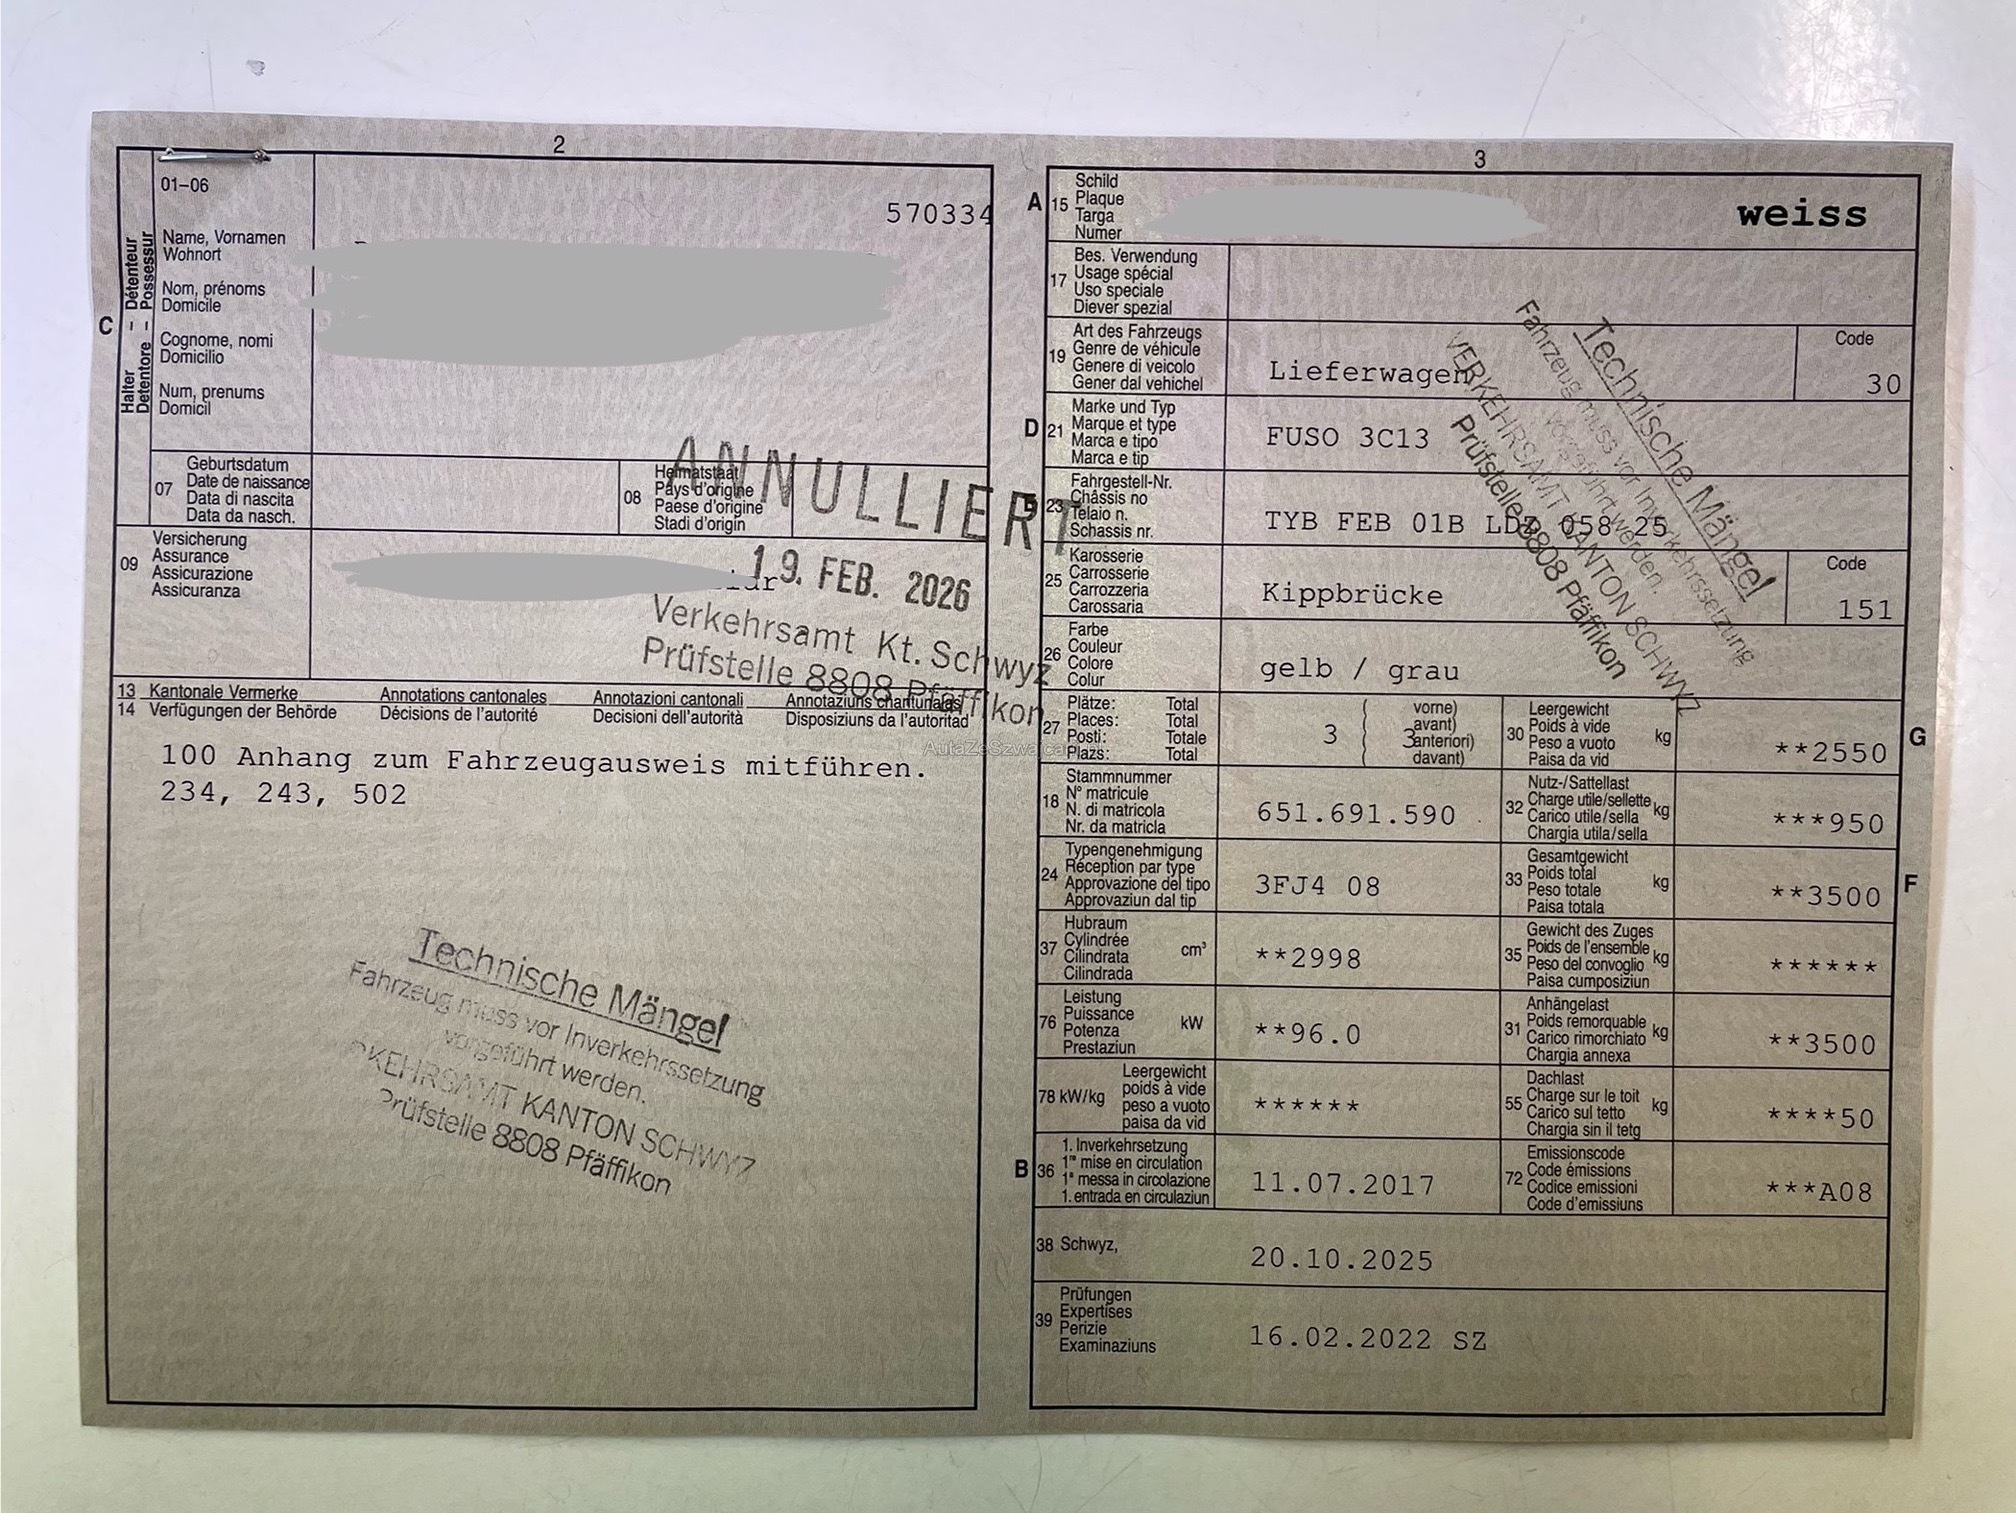 2
01–06
570334
Halter – Détenteur
Detentore – Possessur
C
Name, Vornamen
Wohnort
Nom, prénoms
Domicile
Cognome, nomi
Domicilio
Num, prenums
Domicil
07
Geburtsdatum
Date de naissance
Data di nascita
Data da nasch.
08
Heimatstaat
Pays d'origine
Paese d'origine
Stadi d'origin
ANNULLIERT
09
Versicherung
Assurance
Assicurazione
Assicuranza
19. FEB. 2026
Verkehrsamt Kt. Schwyz
Prüfstelle 8808 Pfäffikon
13 Kantonale Vermerke Annotations cantonales Annotazioni cantonali Annotaziuns chantunalas
14 Verfügungen der Behörde Décisions de l'autorité Decisioni dell'autorità Disposiziuns da l'autoritad
AutaZeSzwajcarii
100 Anhang zum Fahrzeugausweis mitführen.
234, 243, 502
Technische Mängel
Fahrzeug muss vor Inverkehrssetzung
vorgeführt werden.
KEHRSAMT KANTON SCHWYZ
Prüfstelle 8808 Pfäffikon
3
A
15
Schild
Plaque
Targa
Numer
weiss
17
Bes. Verwendung
Usage spécial
Uso speciale
Diever spezial
19
Art des Fahrzeugs
Genre de véhicule
Genere di veicolo
Gener dal vehichel
Lieferwagen
Code
30
D
21
Marke und Typ
Marque et type
Marca e tipo
Marca e tip
FUSO 3C13
23
Fahrgestell-Nr.
Châssis no
Telaio n.
Schassis nr.
TYB FEB 01B 058 25
25
Karosserie
Carrosserie
Carrozzeria
Carossaria
Kippbrücke
Code
151
Technische Mängel
Fahrzeug muss vor Inverkehrssetzung
vorgeführt werden.
VERKEHRSAMT KANTON SCHWYZ
Prüfstelle 8808 Pfäffikon
26
Farbe
Couleur
Colore
Colur
gelb / grau
27
Plätze: Total
Places: Total
Posti: Totale
Plazs: Total
3
vorne)
avant)
3 anteriori)
davant)
30
Leergewicht
Poids à vide
Peso a vuoto
Paisa da vid
kg
**2550
G
18
Stammnummer
N° matricule
N. di matricola
Nr. da matricla
651.691.590
32
Nutz-/Sattellast
Charge utile/sellette
Carico utile/sella
Chargia utila/sella
kg
***950
24
Typengenehmigung
Réception par type
Approvazione del tipo
Approvaziun dal tip
3FJ4 08
33
Gesamtgewicht
Poids total
Peso totale
Paisa totala
kg
**3500
F
37
Hubraum
Cylindrée
Cilindrata
Cilindrada
cm³
**2998
35
Gewicht des Zuges
Poids de l'ensemble
Peso del convoglio
Paisa cumposiziun
kg
******
76
Leistung
Puissance
Potenza
Prestaziun
kW
**96.0
31
Anhängelast
Poids remorquable
Carico rimorchiato
Chargia annexa
kg
**3500
78 kW/kg
Leergewicht
poids à vide
peso a vuoto
paisa da vid
******
55
Dachlast
Charge sur le toit
Carico sul tetto
Chargia sin il tetg
kg
****50
B
36
1. Inverkehrsetzung
1re mise en circulation
1a messa in circolazione
1. entrada en circulaziun
11.07.2017
72
Emissionscode
Code émissions
Codice emissioni
Code d'emissiuns
***A08
38 Schwyz,
20.10.2025
39
Prüfungen
Expertises
Perizie
Examinaziuns
16.02.2022 SZ